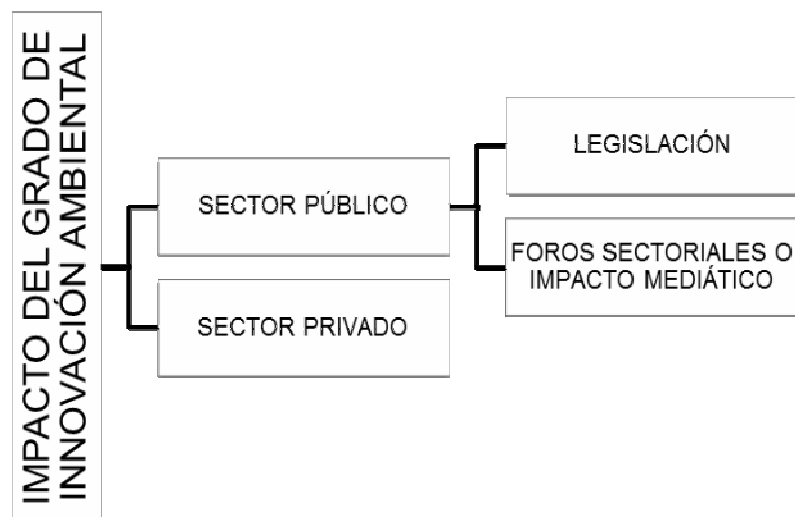 IMPACTO DEL GRADO DE
INNOVACIÓN AMBIENTAL
SECTOR PÚBLICO
SECTOR PRIVADO
LEGISLACIÓN
FOROS SECTORIALES O
IMPACTO MEDIÁTICO